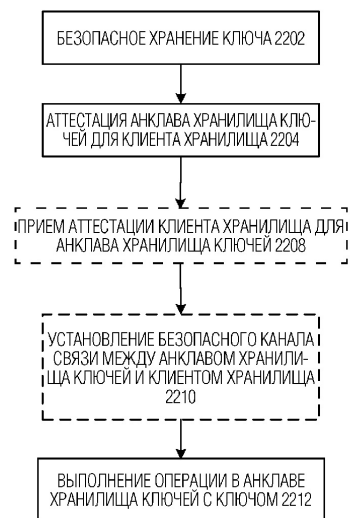 БЕЗОПАСНОЕ ХРАНЕНИЕ КЛЮЧА 2202
АТТЕСТАЦИЯ АНКЛАВА ХРАНИЛИЩА КЛЮ-
ЧЕЙ ДЛЯ КЛИЕНТА ХРАНИЛИЩА 2204
ПРИЕМ АТТЕСТАЦИИ КЛИЕНТА ХРАНИЛИЩА ДЛЯ
АНКЛАВА ХРАНИЛИЩА КЛЮЧЕЙ 2208
УСТАНОВЛЕНИЕ БЕЗОПАСНОГО КАНАЛА
СВЯЗИ МЕЖДУ АНКЛАВОМ ХРАНИЛИ-
ЩА КЛЮЧЕЙ И КЛИЕНТОМ ХРАНИЛИЩА
2210
ВЫПОЛНЕНИЕ ОПЕРАЦИИ В АНКЛАВЕ
ХРАНИЛИЩА КЛЮЧЕЙ С КЛЮЧОМ 2212